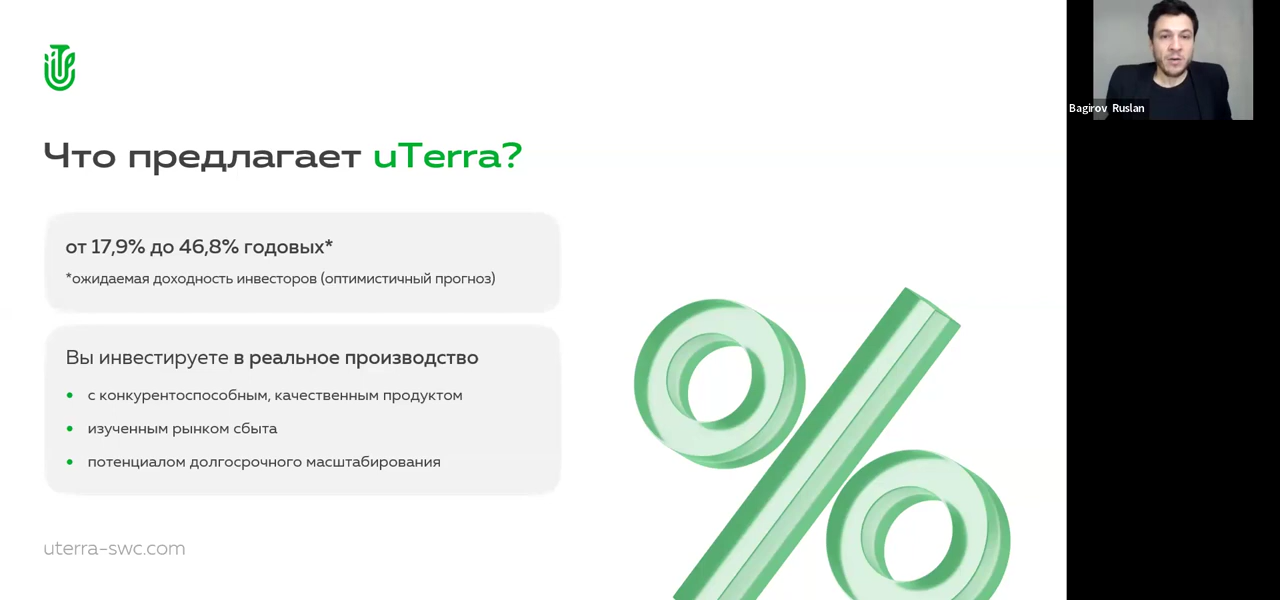 Что предлагает uTerra?
от 17,9% до 46,8% годовых*
*ожидаемая доходность инвесторов (оптимистичный прогноз)
Вы инвестируете в реальное производство
с конкурентоспособным, качественным продуктом
изученным рынком сбыта
потенциалом долгосрочного масштабирования
uterra-swc.com
Bagirov Ruslan